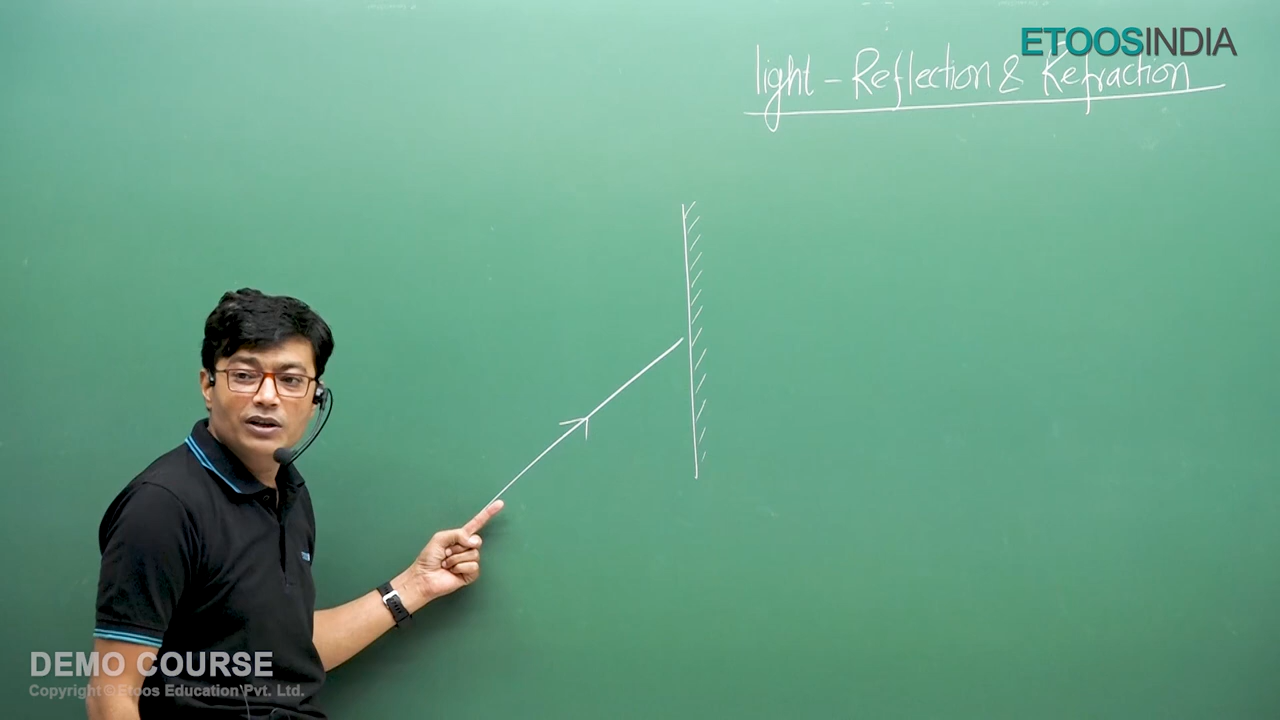 ETOOSINDIA
light - Reflection & Refraction
DEMO COURSE
Copyright © Etoos Education Pvt. Ltd.